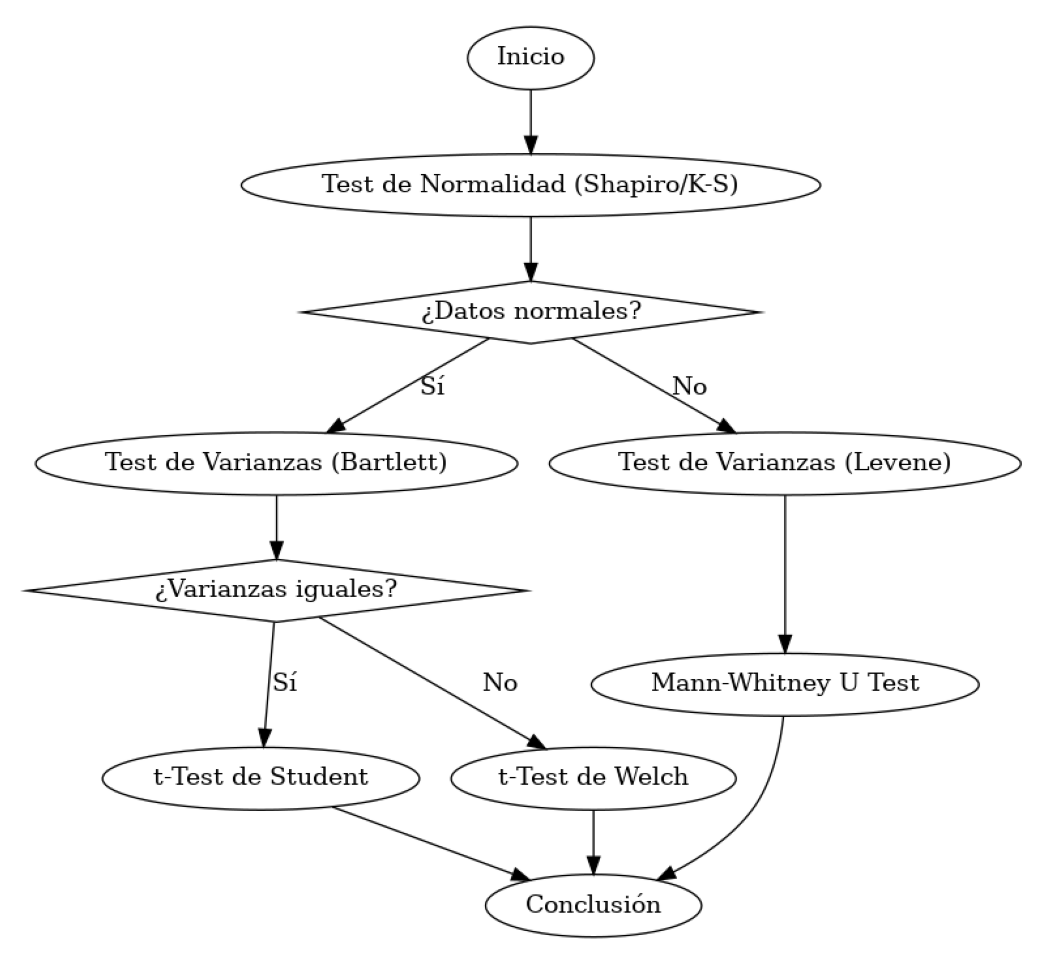 Inicio
Test de Normalidad (Shapiro/K-S)
¿Datos normales?
Sí
No
Test de Varianzas (Bartlett)
Test de Varianzas (Levene)
¿Varianzas iguales?
Sí
No
Mann-Whitney U Test
t-Test de Student
t-Test de Welch
Conclusión